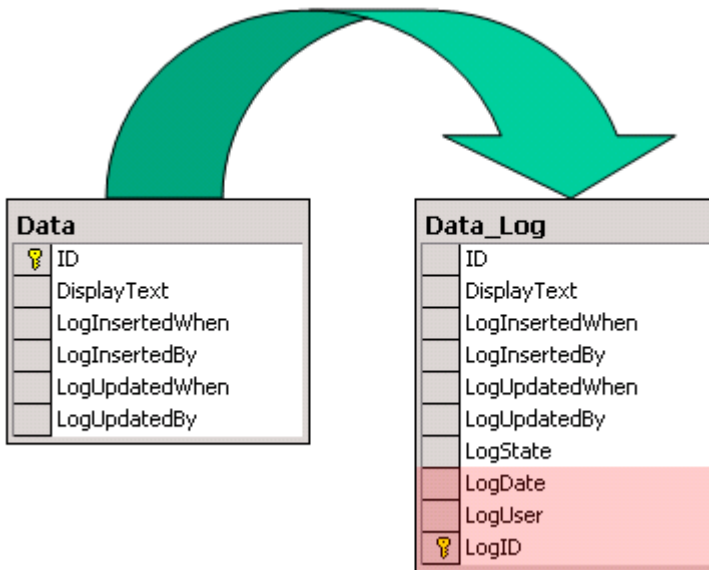 Data
ID
DisplayText
LogInsertedWhen
LogInsertedBy
LogUpdatedWhen
LogUpdatedBy
Data_Log
ID
DisplayText
LogInsertedWhen
LogInsertedBy
LogUpdatedWhen
LogUpdatedBy
LogState
LogDate
LogUser
LogID